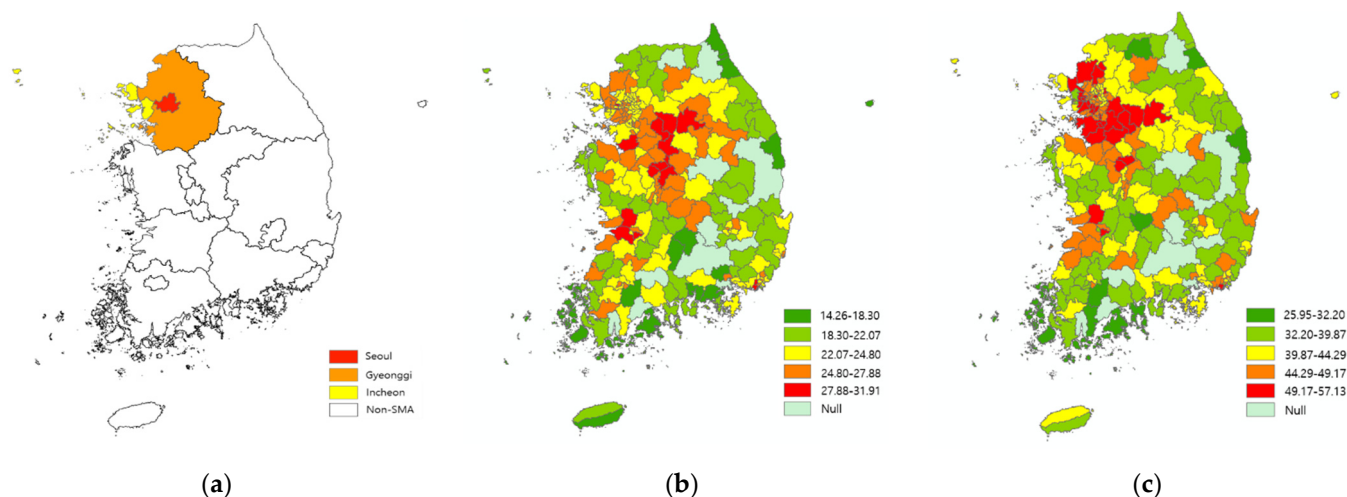 Seoul
Gyeonggi
Incheon
Non-SMA
14.26-18.30
18.30-22.07
22.07-24.80
24.80-27.88
27.88-31.91
Null
25.95-32.20
32.20-39.87
39.87-44.29
44.29-49.17
49.17-57.13
Null
(a)
(b)
(c)